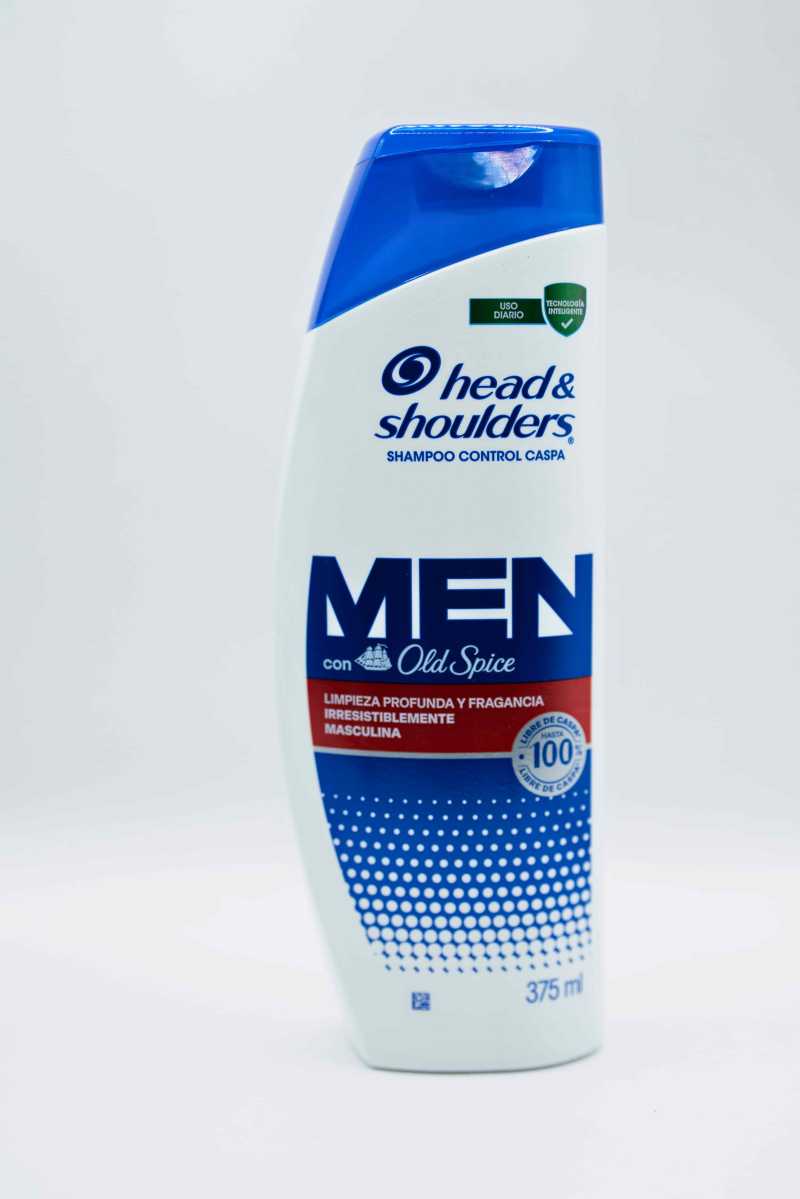 USO
DIARIO
TECNOLOGÍA
INTELIGENTE
head&
shoulders®
SHAMPOO CONTROL CASPA
MEN
con Old Spice
LIMPIEZA PROFUNDA Y FRAGANCIA
IRRESISTIBLEMENTE
MASCULINA
LIBRE DE CASPA
HASTA
100
LIBRE DE CASPA
375 ml